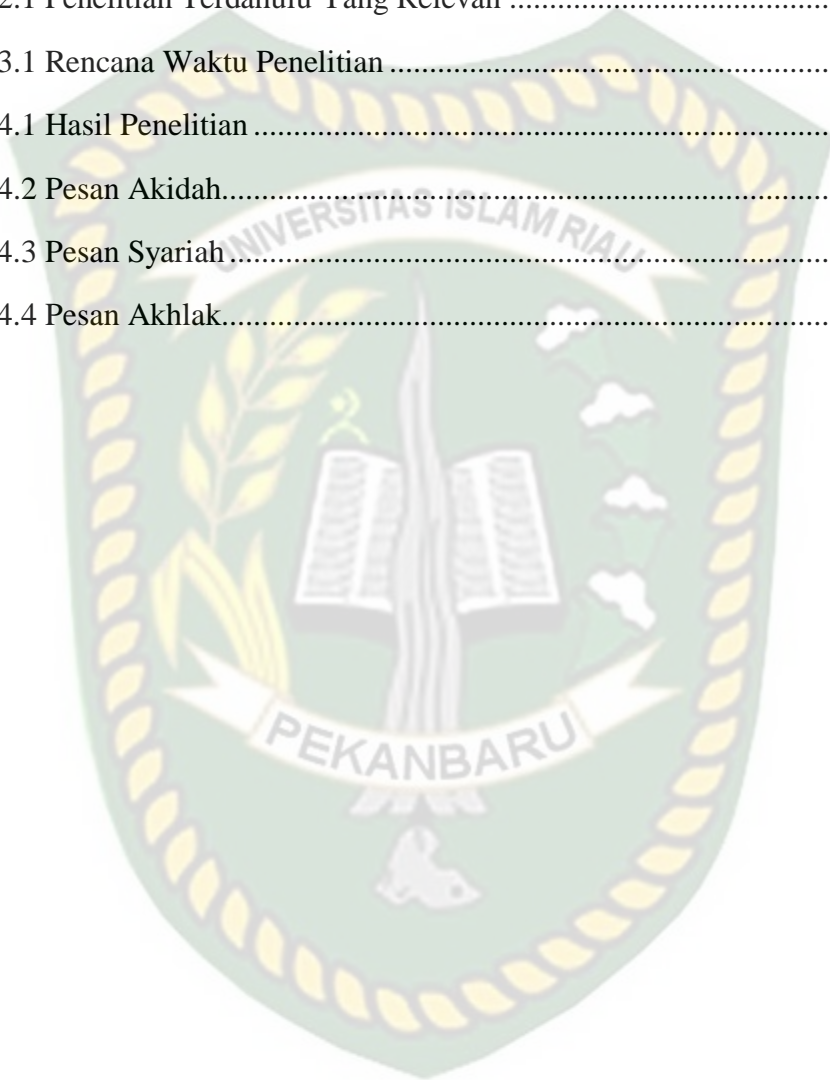 2.1 Penelitian Terdahulu Yang Relevan ........................................
3.1 Rencana Waktu Penelitian ........................................................
4.1 Hasil Penelitian .........................................................................
4.2 Pesan Akidah.............................................................................
4.3 Pesan Syariah ............................................................................
4.4 Pesan Akhlak.............................................................................
UNIVERSITAS ISLAM RIAU
PEKANBARU